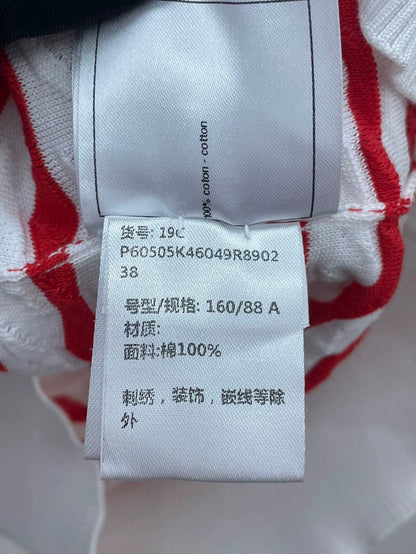 100% coton - cotton
货号: 19C
P60505K46049R8902
38
号型/规格: 160/88 A
材质:
面料:棉100%
刺绣，装饰，嵌线等除
外